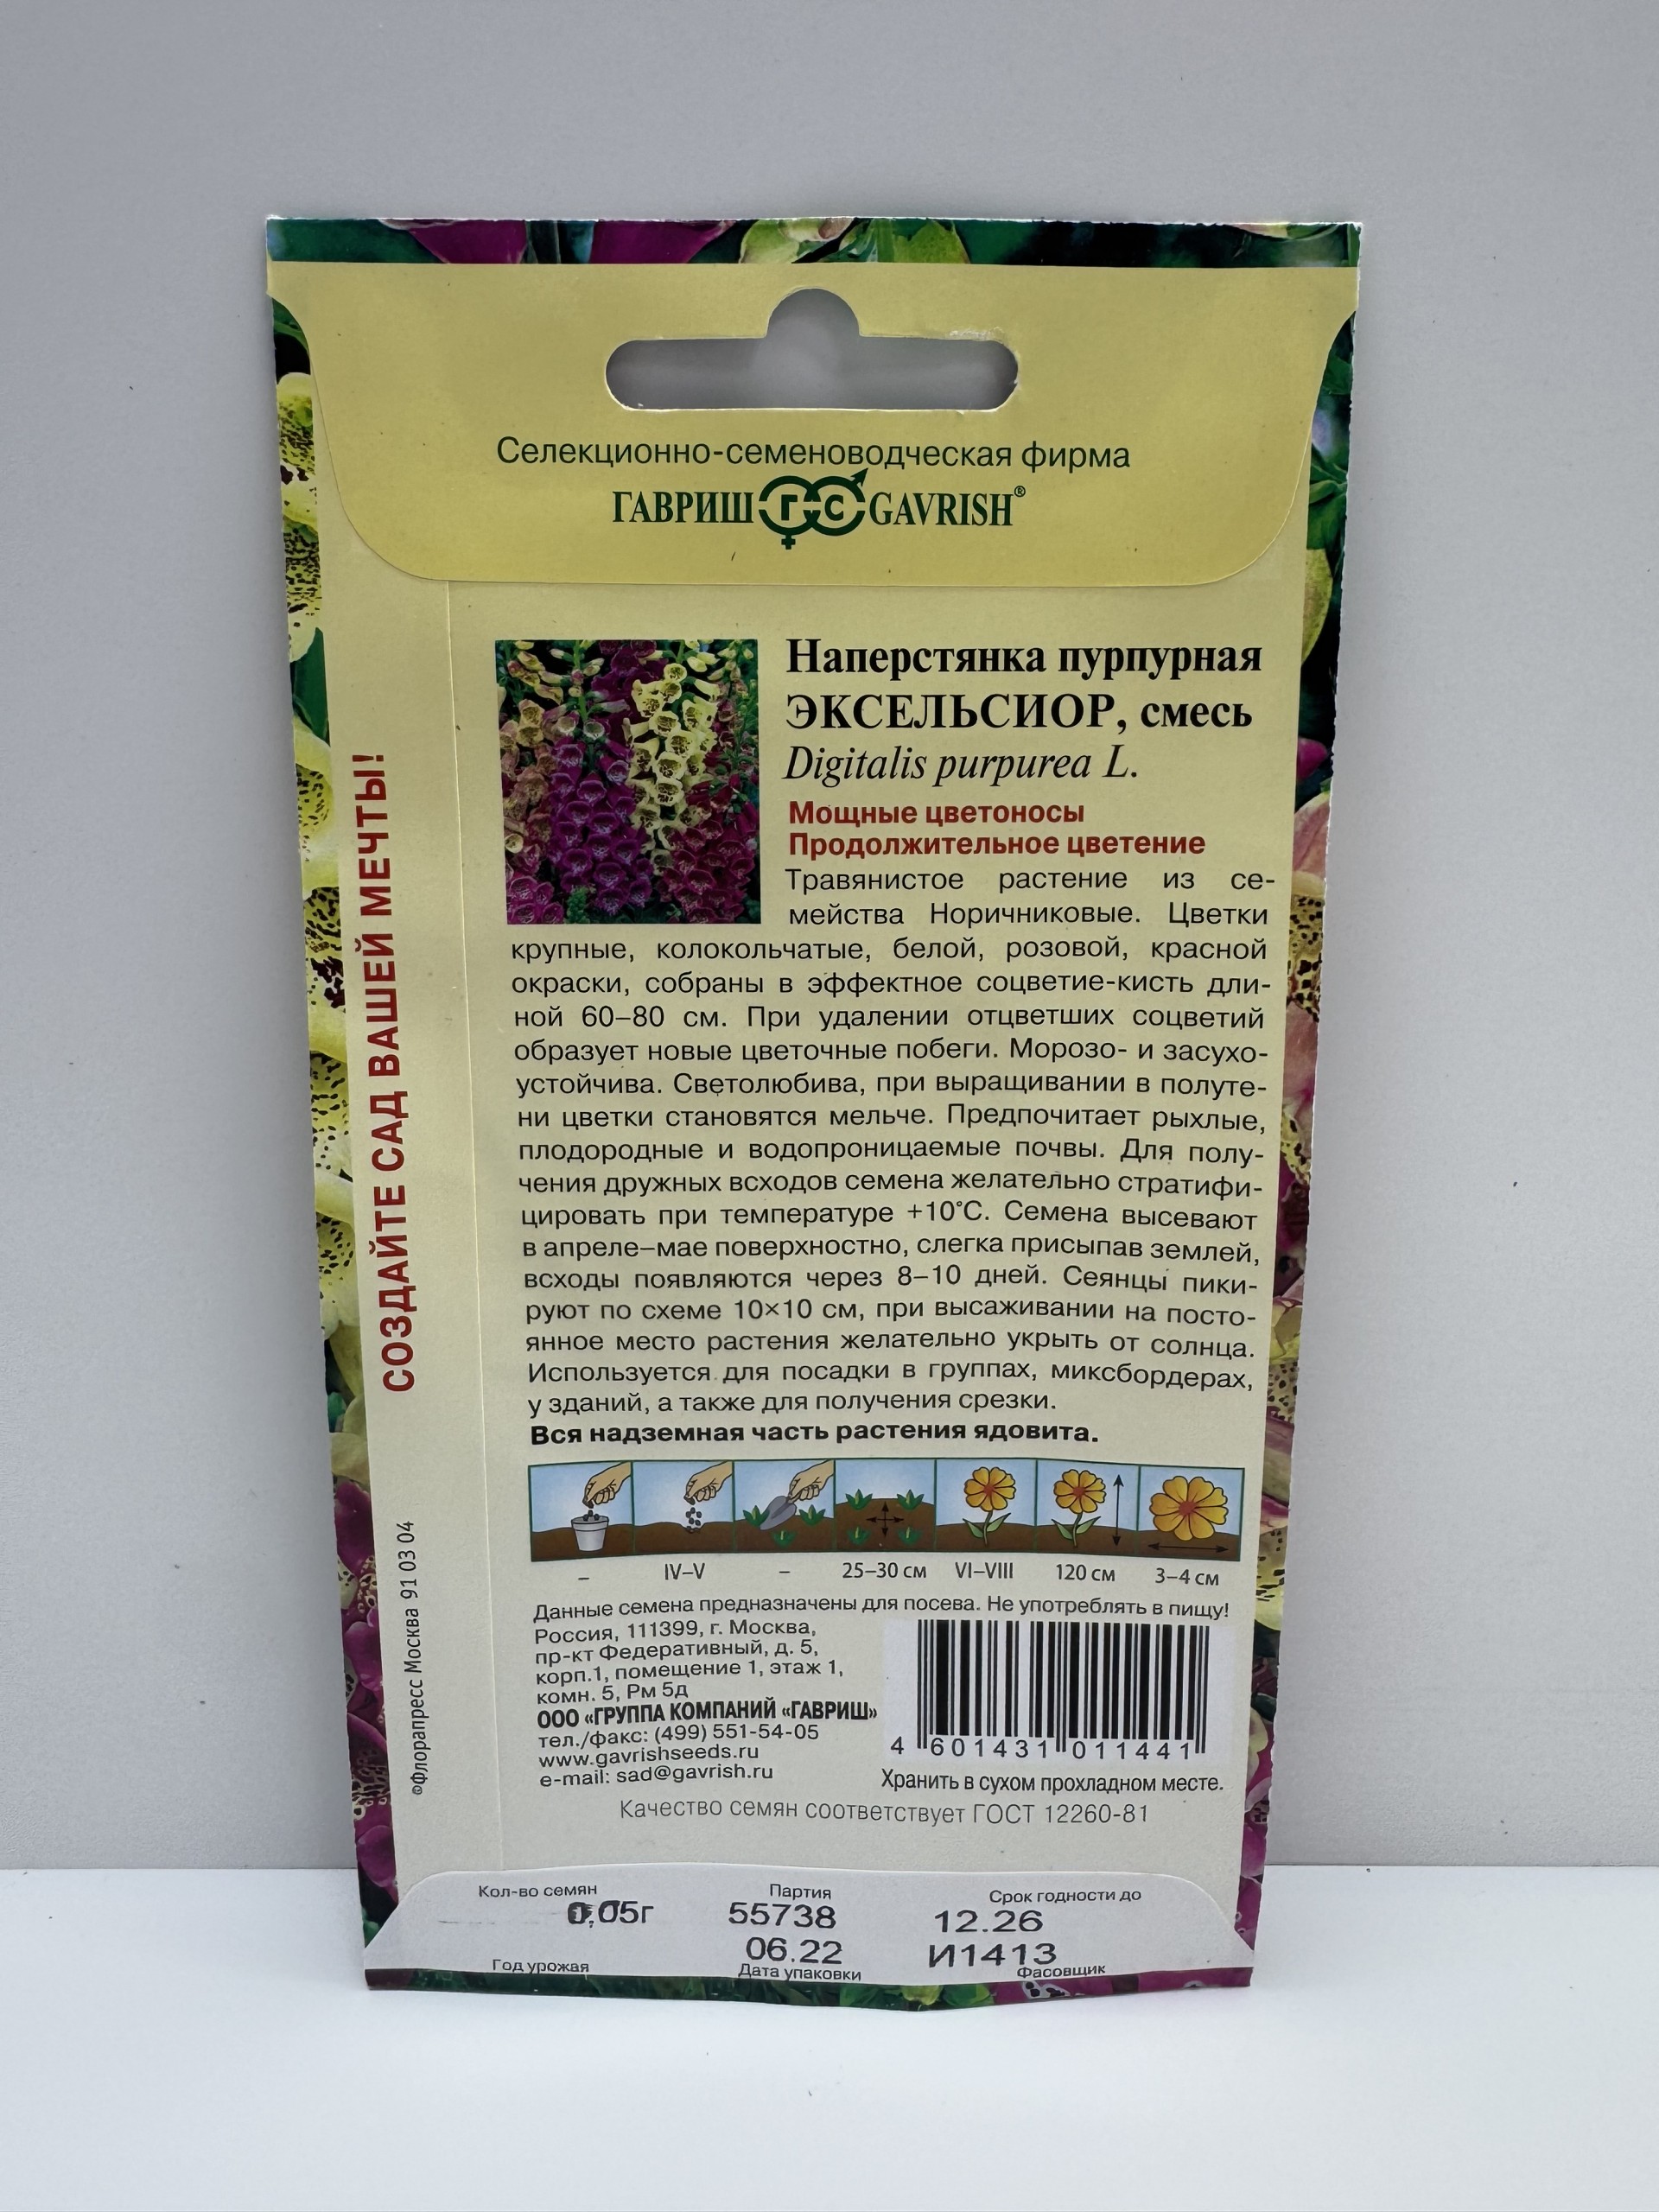 Селекционно-семеноводческая фирма
ГАВРИШ ГС GAVRISH®
Наперстянка пурпурная
ЭКСЕЛЬСИОР, смесь
Digitalis purpurea L.
Мощные цветоносы
Продолжительное цветение
Травянистое растение из се-
мейства Норичниковые. Цветки
крупные, колокольчатые, белой, розовой, красной
окраски, собраны в эффектное соцветие-кисть дли-
ной 60–80 см. При удалении отцветших соцветий
образует новые цветочные побеги. Морозо- и засухо-
устойчива. Светолюбива, при выращивании в полуте-
ни цветки становятся мельче. Предпочитает рыхлые,
плодородные и водопроницаемые почвы. Для полу-
чения дружных всходов семена желательно стратифи-
цировать при температуре +10°С. Семена высевают
в апреле–мае поверхностно, слегка присыпав землей,
всходы появляются через 8–10 дней. Сеянцы пики-
руют по схеме 10×10 см, при высаживании на посто-
янное место растения желательно укрыть от солнца.
Используется для посадки в группах, миксбордерах,
у зданий, а также для получения срезки.
Вся надземная часть растения ядовита.
– IV–V – 25–30 см VI–VIII 120 см 3–4 см
Данные семена предназначены для посева. Не употреблять в пищу!
Россия, 111399, г. Москва,
пр-кт Федеративный, д. 5,
корп.1, помещение 1, этаж 1,
комн. 5, Рм 5д
ООО «ГРУППА КОМПАНИЙ «ГАВРИШ»
тел./факс: (499) 551-54-05
www.gavrishseeds.ru
e-mail: sad@gavrish.ru
4 601431 011441
Хранить в сухом прохладном месте.
Качество семян соответствует ГОСТ 12260-81
Кол-во семян Партия Срок годности до
0,05г 55738 12.26
06.22 И1413
Год урожая Дата упаковки Фасовщик
СОЗДАЙТЕ САД ВАШЕЙ МЕЧТЫ!
©Флорапресс Москва 91 03 04